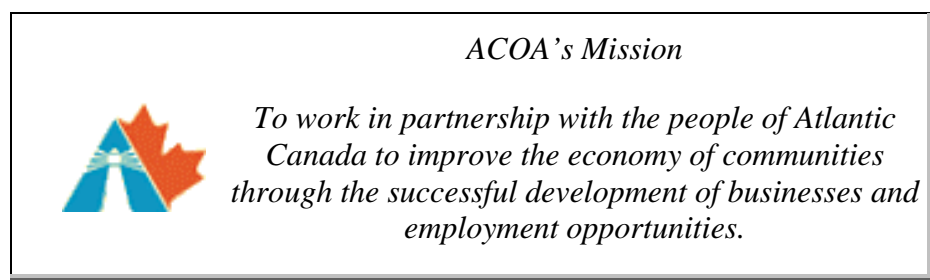 ACOA’s Mission
To work in partnership with the people of Atlantic
Canada to improve the economy of communities
through the successful development of businesses and
employment opportunities.